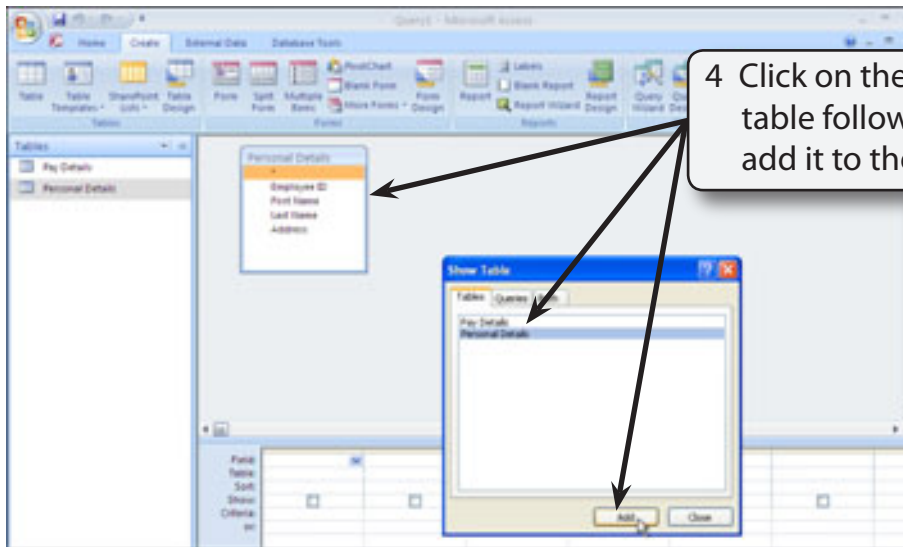 Query1 - Microsoft Access
Home Create External Data Database Tools
Table Table Templates SharePoint Lists Table Design
Tables
Form Split Form Multiple Items PivotChart Blank Form More Forms Form Design
Forms
Report Labels Blank Report Report Wizard Report Design
Reports
Query Wizard
4 Click on the
table follow
add it to the
Tables
Pay Details
Personal Details
Personal Details
*
Employee ID
First Name
Last Name
Address
Show Table
Tables Queries Both
Pay Details
Personal Details
Add Close
Field:
Table:
Sort:
Show:
Criteria:
or: